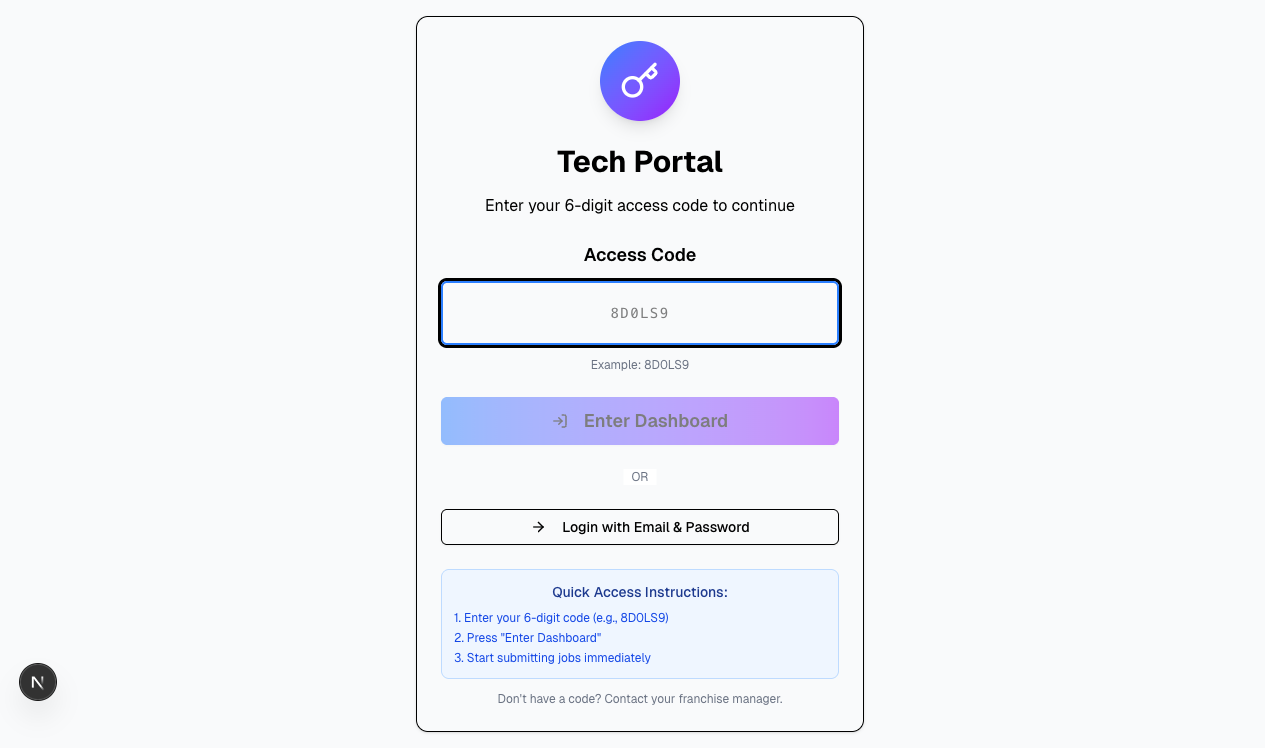 Tech Portal
Enter your 6-digit access code to continue
Access Code
8D0LS9
Example: 8D0LS9
Enter Dashboard
OR
Login with Email & Password
Quick Access Instructions:
1. Enter your 6-digit code (e.g., 8D0LS9)
2. Press "Enter Dashboard"
3. Start submitting jobs immediately
N
Don't have a code? Contact your franchise manager.